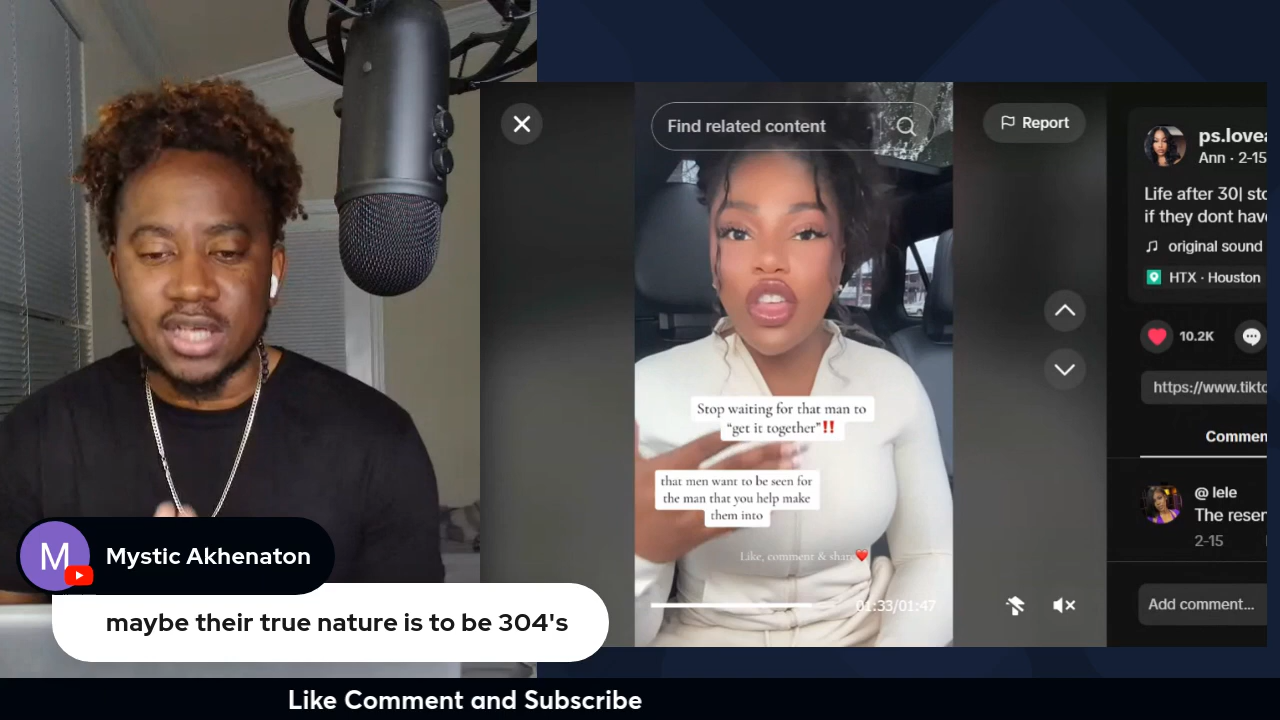 Find related content
Report
ps.lovea
Ann · 2-15
Life after 30| sto
if they dont have
original sound
HTX · Houston
10.2K
https://www.tikto
Commen
@ lele
The resen
2-15
Add comment...
Stop waiting for that man to
“get it together”‼️
that men want to be seen for
the man that you help make
them into
Like, comment & share❤️
01:33/01:47
M
Mystic Akhenaton
maybe their true nature is to be 304's
Like Comment and Subscribe